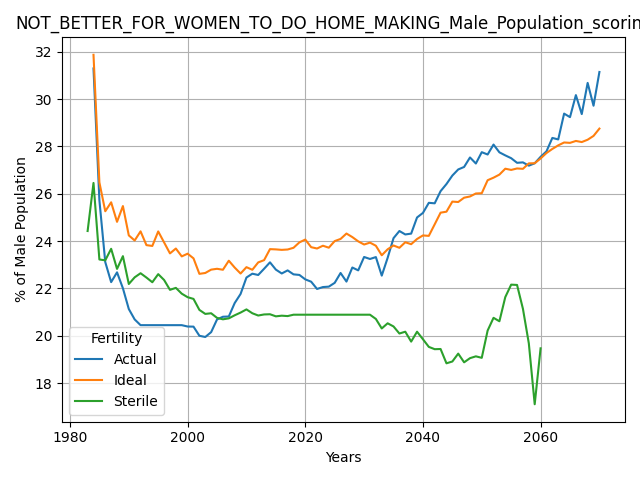 NOT_BETTER_FOR_WOMEN_TO_DO_HOME_MAKING_Male_Population_scorin
32
30
28
26
24
22
20
18
% of Male Population
Fertility
Actual
Ideal
Sterile
1980
2000
2020
2040
2060
Years